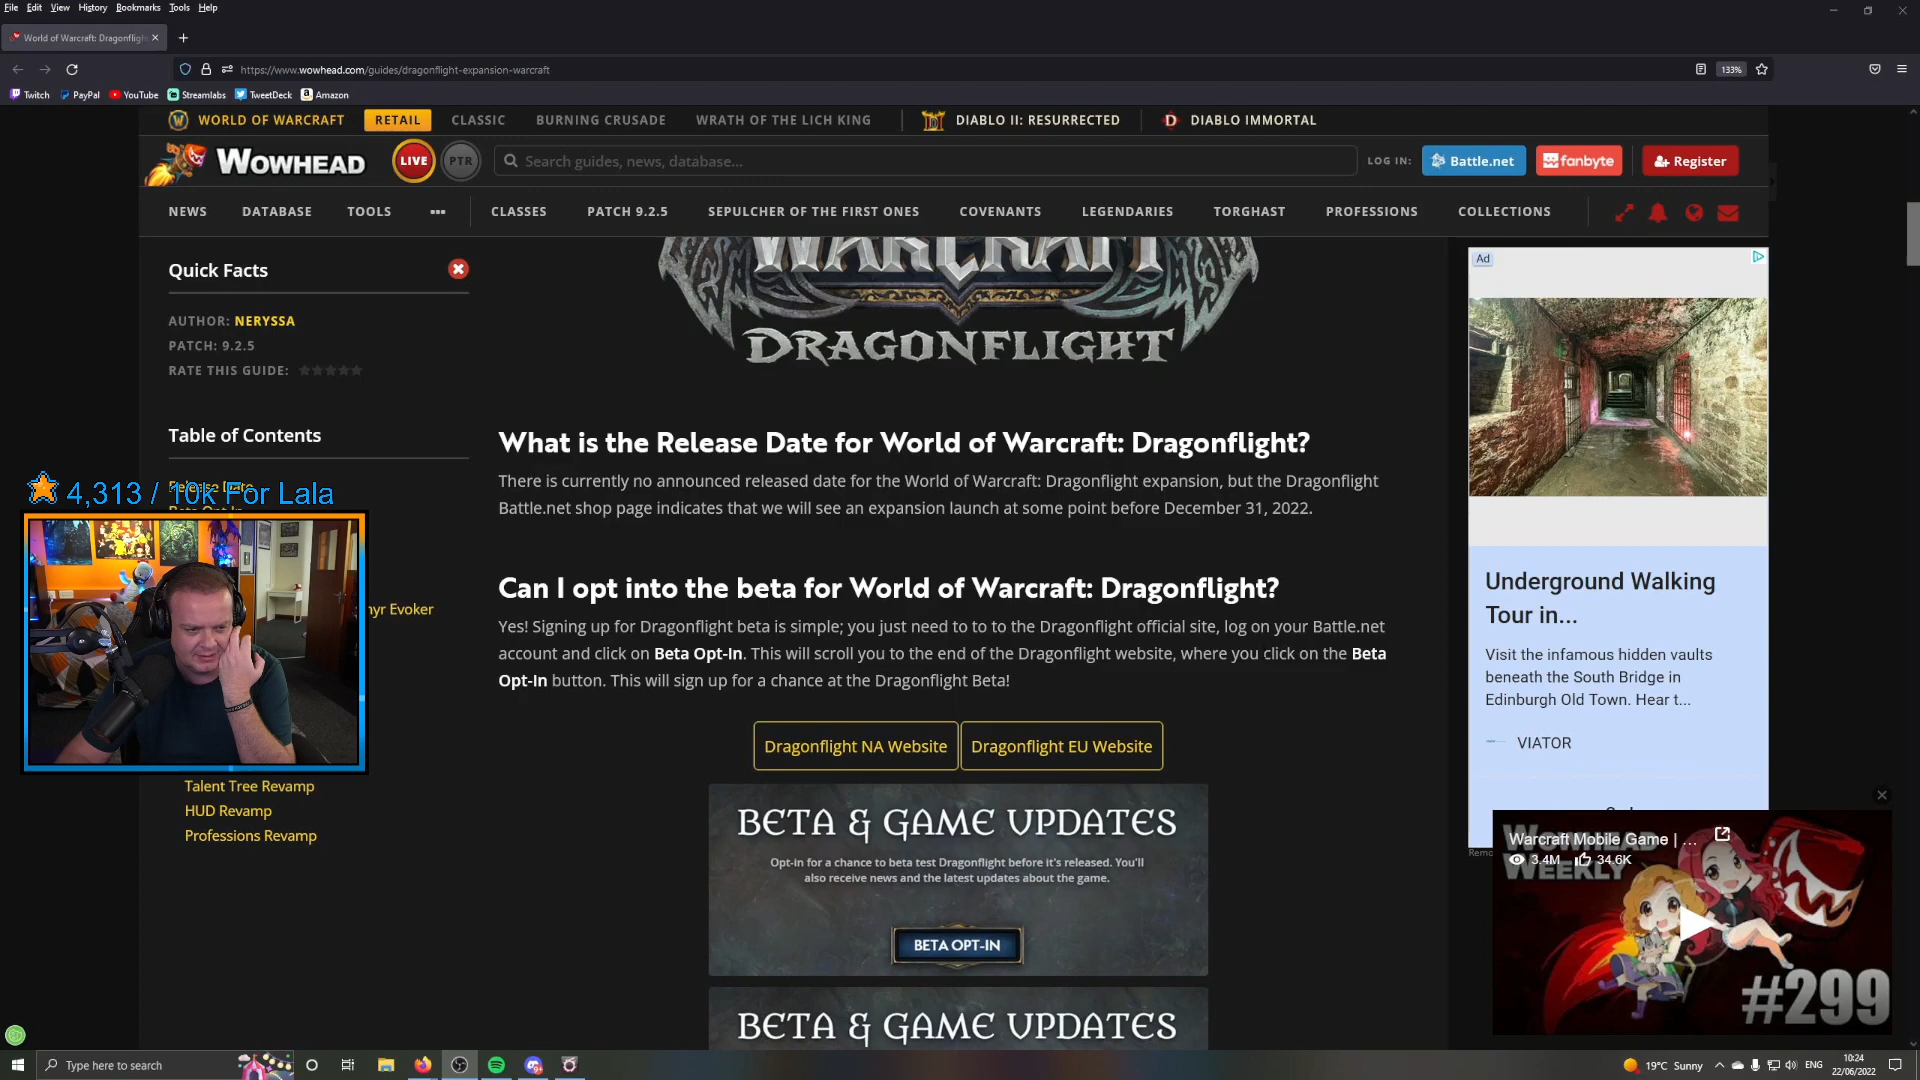 File Edit View History Bookmarks Tools Help
World of Warcraft: Dragonflight
https://www.wowhead.com/guides/dragonflight-expansion-warcraft
133%
Twitch PayPal YouTube Streamlabs TweetDeck Amazon
WORLD OF WARCRAFT RETAIL CLASSIC BURNING CRUSADE WRATH OF THE LICH KING DIABLO II: RESURRECTED DIABLO IMMORTAL
WOWHEAD LIVE PTR Search guides, news, database... LOG IN: Battle.net fanbyte Register
NEWS DATABASE TOOLS ••• CLASSES PATCH 9.2.5 SEPULCHER OF THE FIRST ONES COVENANTS LEGENDARIES TORGHAST PROFESSIONS COLLECTIONS
Quick Facts
AUTHOR: NERYSSA
PATCH: 9.2.5
RATE THIS GUIDE:
Table of Contents
Release Date
Beta Opt-In
4,313 / 10k For Lala
hyr Evoker
Talent Tree Revamp
HUD Revamp
Professions Revamp
WARCRAFT
DRAGONFLIGHT
What is the Release Date for World of Warcraft: Dragonflight?
There is currently no announced released date for the World of Warcraft: Dragonflight expansion, but the Dragonflight
Battle.net shop page indicates that we will see an expansion launch at some point before December 31, 2022.
Can I opt into the beta for World of Warcraft: Dragonflight?
Yes! Signing up for Dragonflight beta is simple; you just need to to to the Dragonflight official site, log on your Battle.net
account and click on Beta Opt-In. This will scroll you to the end of the Dragonflight website, where you click on the Beta
Opt-In button. This will sign up for a chance at the Dragonflight Beta!
Dragonflight NA Website Dragonflight EU Website
BETA & GAME UPDATES
Opt-in for a chance to beta test Dragonflight before it's released. You'll
also receive news and the latest updates about the game.
BETA OPT-IN
BETA & GAME UPDATES
Ad
Underground Walking
Tour in...
Visit the infamous hidden vaults
beneath the South Bridge in
Edinburgh Old Town. Hear t...
VIATOR
Warcraft Mobile Game | ...
3.4M 34.6K
WOWHEAD
WEEKLY
#299
Type here to search
19°C Sunny
ENG
10:24
22/06/2022